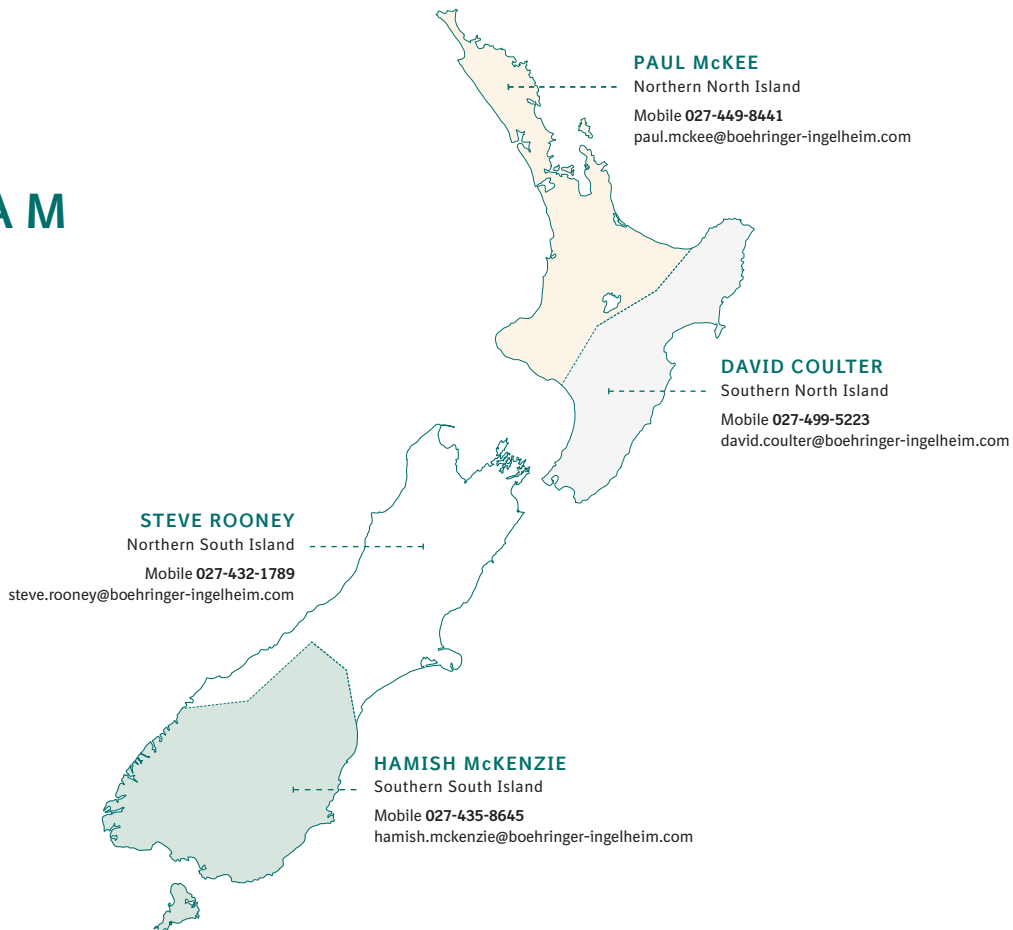 PAUL McKEE
Northern North Island
Mobile 027-449-8441
paul.mckee@boehringer-ingelheim.com
AM
DAVID COULTER
Southern North Island
Mobile 027-499-5223
david.coulter@boehringer-ingelheim.com
STEVE ROONEY
Northern South Island
Mobile 027-432-1789
steve.rooney@boehringer-ingelheim.com
HAMISH McKENZIE
Southern South Island
Mobile 027-435-8645
hamish.mckenzie@boehringer-ingelheim.com